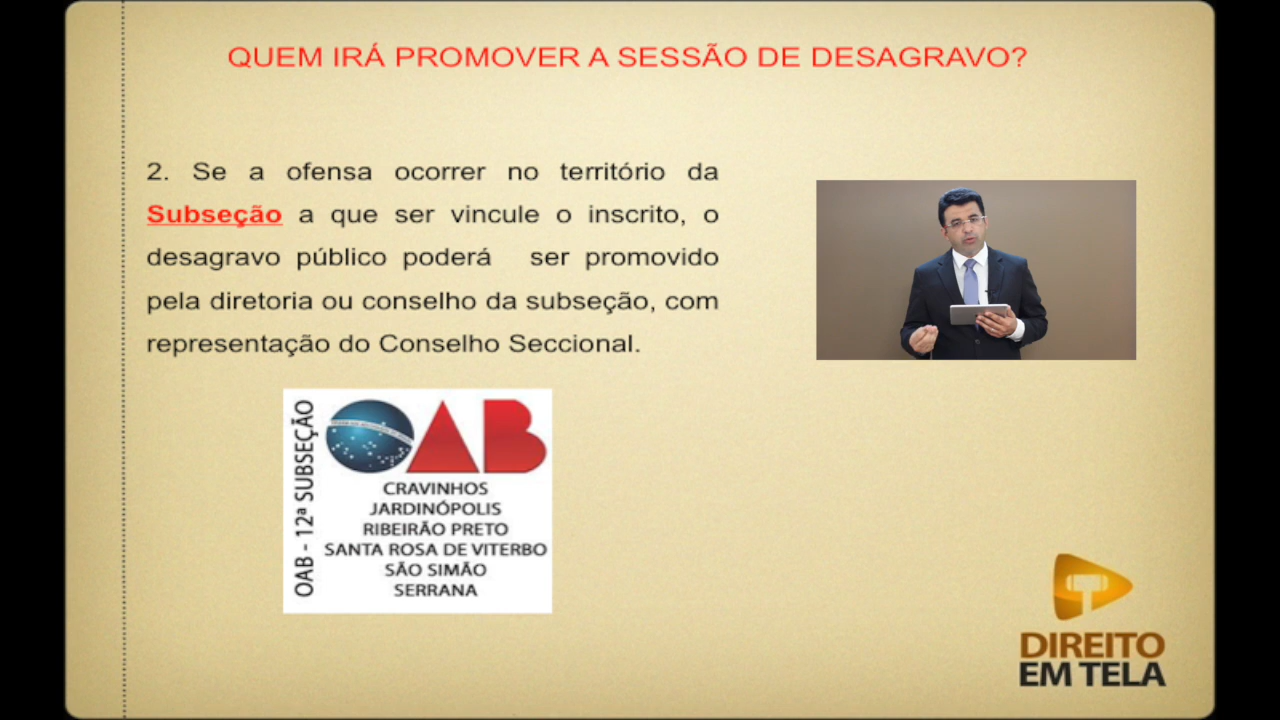 QUEM IRÁ PROMOVER A SESSÃO DE DESAGRAVO?
2. Se a ofensa ocorrer no território da
Subseção a que ser vincule o inscrito, o
desagravo público poderá ser promovido
pela diretoria ou conselho da subseção, com
representação do Conselho Seccional.
OAB - 12ª SUBSEÇÃO
OAB
CRAVINHOS
JARDINÓPOLIS
RIBEIRÃO PRETO
SANTA ROSA DE VITERBO
SÃO SIMÃO
SERRANA
DIREITO
EM TELA